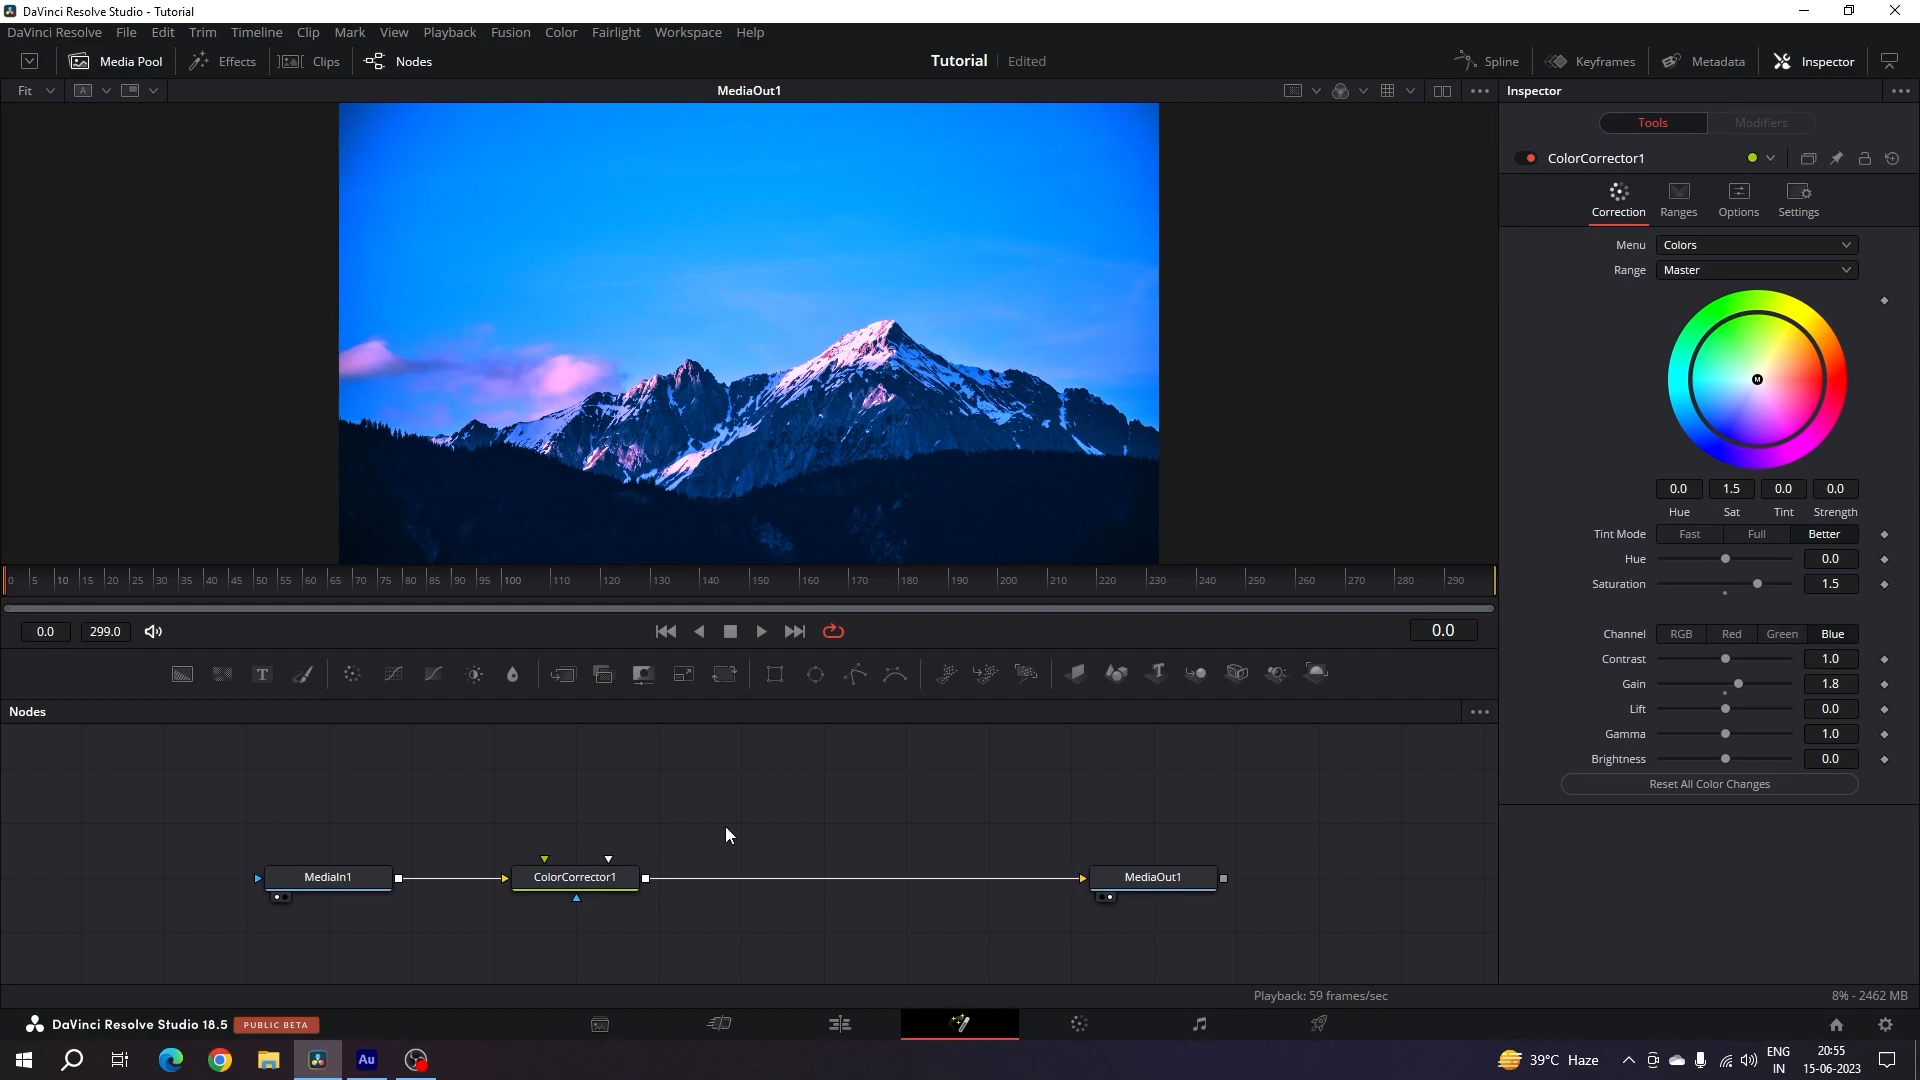 DaVinci Resolve Studio - Tutorial
DaVinci Resolve File Edit Trim Timeline Clip Mark View Playback Fusion Color Fairlight Workspace Help
Media Pool Effects Clips Nodes Tutorial Edited Spline Keyframes Metadata Inspector
Fit A MediaOut1 Inspector
Tools Modifiers
ColorCorrector1
Correction Ranges Options Settings
Menu Colors
Range Master
M
0.0 1.5 0.0 0.0
Hue Sat Tint Strength
Tint Mode Fast Full Better
Hue 0.0
Saturation 1.5
Channel RGB Red Green Blue
Contrast 1.0
Gain 1.8
Lift 0.0
Gamma 1.0
Brightness 0.0
Reset All Color Changes
0 5 10 15 20 25 30 35 40 45 50 55 60 65 70 75 80 85 90 95 100 110 120 130 140 150 160 170 180 190 200 210 220 230 240 250 260 270 280 290
0.0 299.0 0.0
T T
Nodes
MediaIn1 ColorCorrector1 MediaOut1
Playback: 59 frames/sec 8% - 2462 MB
DaVinci Resolve Studio 18.5 PUBLIC BETA
Au 39°C Haze ENG IN 20:55 15-06-2023